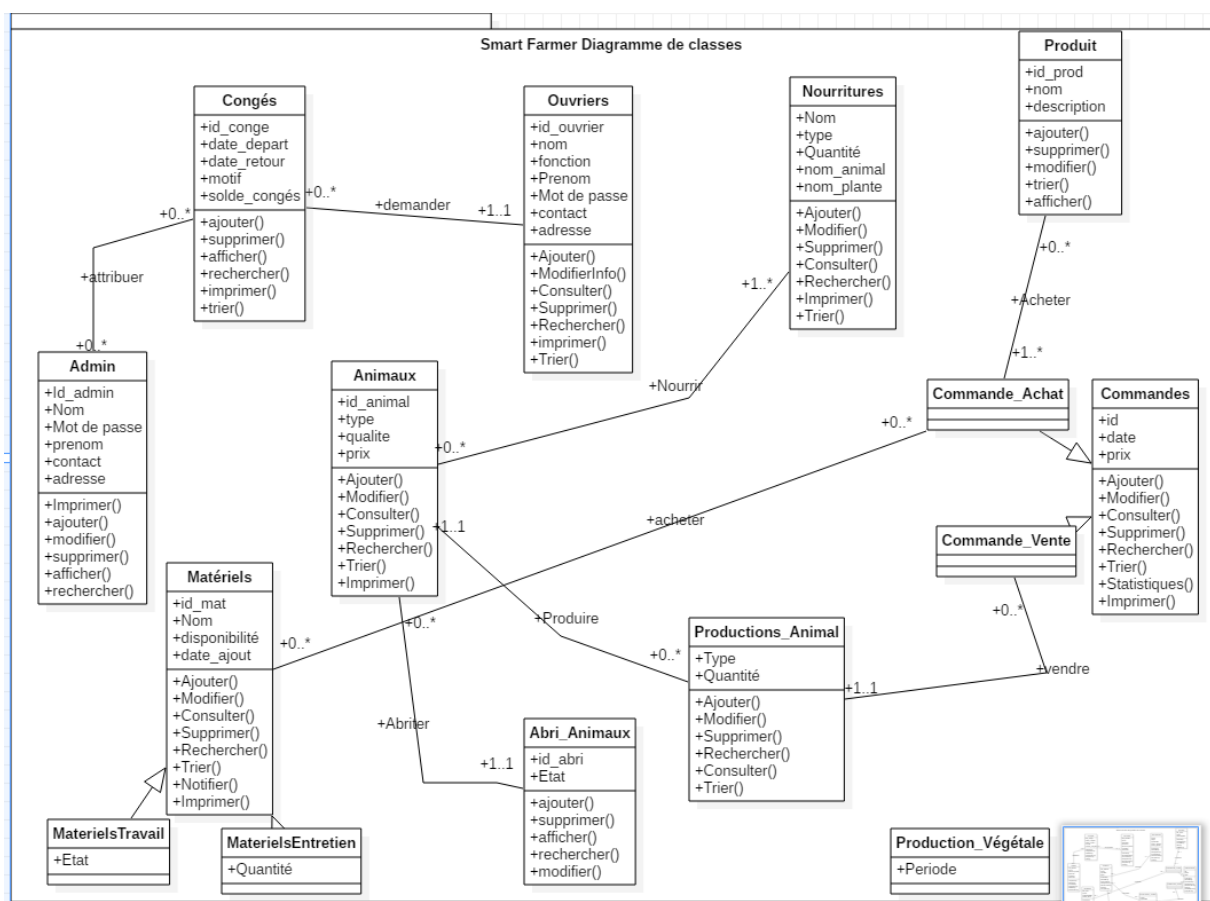 Smart Farmer Diagramme de classes
Produit
+id_prod
+nom
+description
+ajouter()
+supprimer()
+modifier()
+trier()
+afficher()
Congés
+id_conge
+date_depart
+date_retour
+motif
+solde_congés
+ajouter()
+supprimer()
+afficher()
+rechercher()
+imprimer()
+trier()
+0..*
+demander
+1..1
Ouvriers
+id_ouvrier
+nom
+fonction
+Prenom
+Mot de passe
+contact
+adresse
+Ajouter()
+ModifierInfo()
+Consulter()
+Supprimer()
+Rechercher()
+imprimer()
+Trier()
Nourritures
+Nom
+type
+Quantité
+nom_animal
+nom_plante
+Ajouter()
+Modifier()
+Supprimer()
+Consulter()
+Rechercher()
+Imprimer()
+Trier()
+0..*
+attribuer
+0..*
Admin
+Id_admin
+Nom
+Mot de passe
+prenom
+contact
+adresse
+Imprimer()
+ajouter()
+modifier()
+supprimer()
+afficher()
+rechercher()
Animaux
+id_animal
+type
+qualite
+prix
+Ajouter()
+Modifier()
+Consulter()
+Supprimer()
+Rechercher()
+Trier()
+Imprimer()
+1..*
+Nourrir
+0..*
+0..*
+Acheter
+1..*
Commande_Achat
Commandes
+id
+date
+prix
+Ajouter()
+Modifier()
+Consulter()
+Supprimer()
+Rechercher()
+Trier()
+Statistiques()
+Imprimer()
Commande_Vente
+0..*
+acheter
+0..*
Matériels
+id_mat
+Nom
+disponibilité
+date_ajout
+Ajouter()
+Modifier()
+Consulter()
+Supprimer()
+Rechercher()
+Trier()
+Notifier()
+Imprimer()
+1..1
+Produire
+0..*
Productions_Animal
+Type
+Quantité
+Ajouter()
+Modifier()
+Supprimer()
+Rechercher()
+Consulter()
+Trier()
+0..*
+vendre
+1..1
+0..*
+Abriter
+1..1
Abri_Animaux
+id_abri
+Etat
+ajouter()
+supprimer()
+afficher()
+rechercher()
+modifier()
MaterielsTravail
+Etat
MaterielsEntretien
+Quantité
Production_Végétale
+Periode